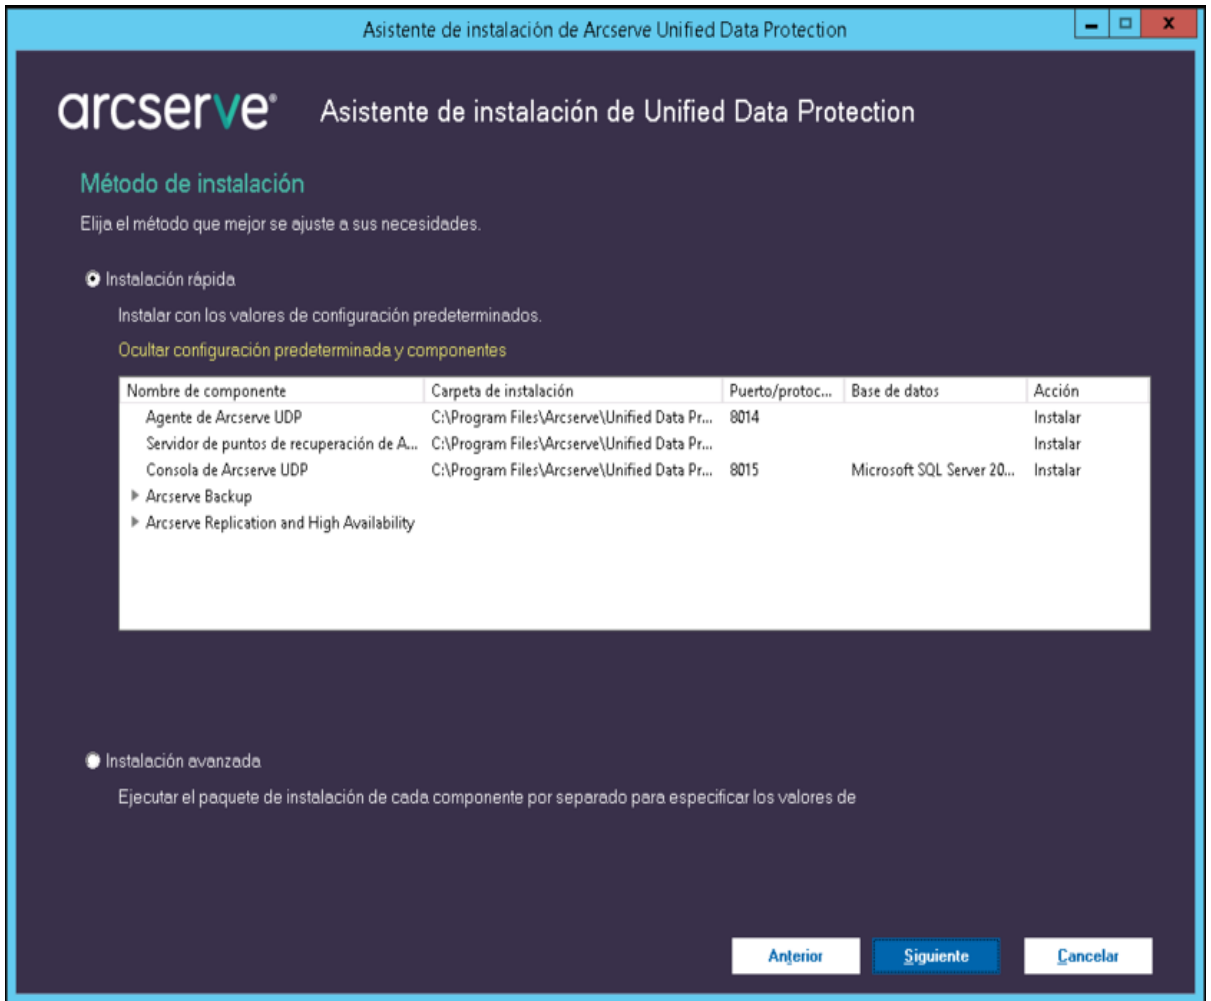 Asistente de instalación de Arcserve Unified Data Protection
arcserve® Asistente de instalación de Unified Data Protection
Método de instalación
Elija el método que mejor se ajuste a sus necesidades.
Instalación rápida
Instalar con los valores de configuración predeterminados.
Ocultar configuración predeterminada y componentes
Nombre de componente Carpeta de instalación Puerto/protoc... Base de datos Acción
Agente de Arcserve UDP C:\Program Files\Arcserve\Unified Data Pr... 8014 Instalar
Servidor de puntos de recuperación de A... C:\Program Files\Arcserve\Unified Data Pr... Instalar
Consola de Arcserve UDP C:\Program Files\Arcserve\Unified Data Pr... 8015 Microsoft SQL Server 20... Instalar
Arcserve Backup
Arcserve Replication and High Availability
Instalación avanzada
Ejecutar el paquete de instalación de cada componente por separado para especificar los valores de
Anterior Siguiente Cancelar